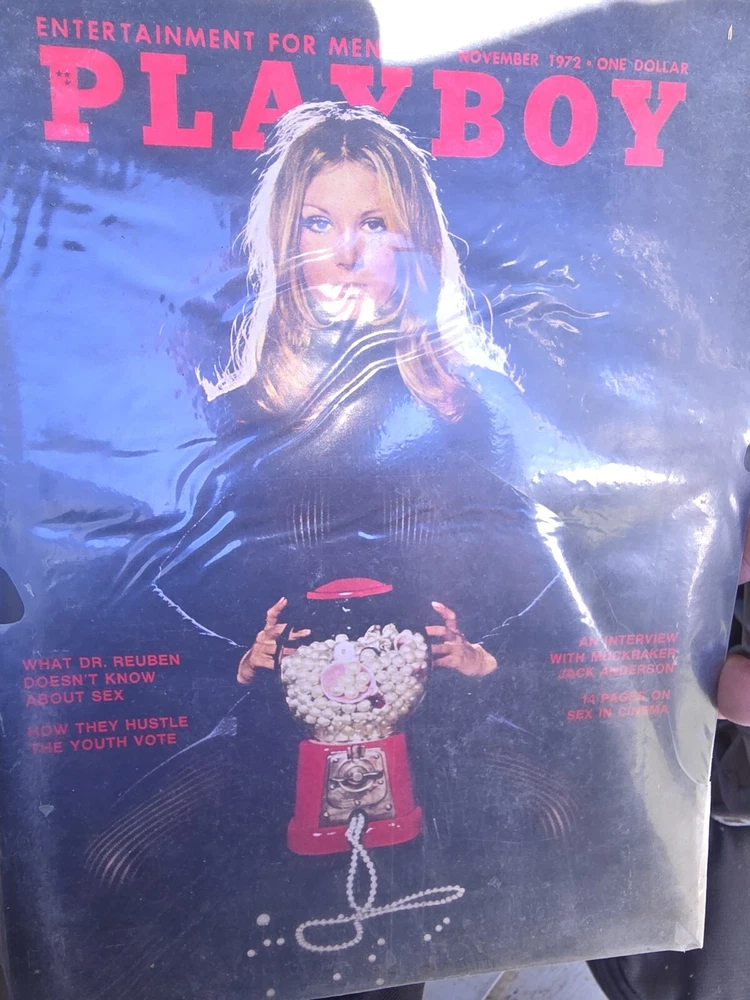 ENTERTAINMENT FOR MEN NOVEMBER 1972 • ONE DOLLAR
PLAYBOY
WHAT DR. REUBEN
DOESN'T KNOW
ABOUT SEX
HOW THEY HUSTLE
THE YOUTH VOTE
AN INTERVIEW
WITH MUCKRAKER
JACK ANDERSON
14 PAGES ON
SEX IN CINEMA